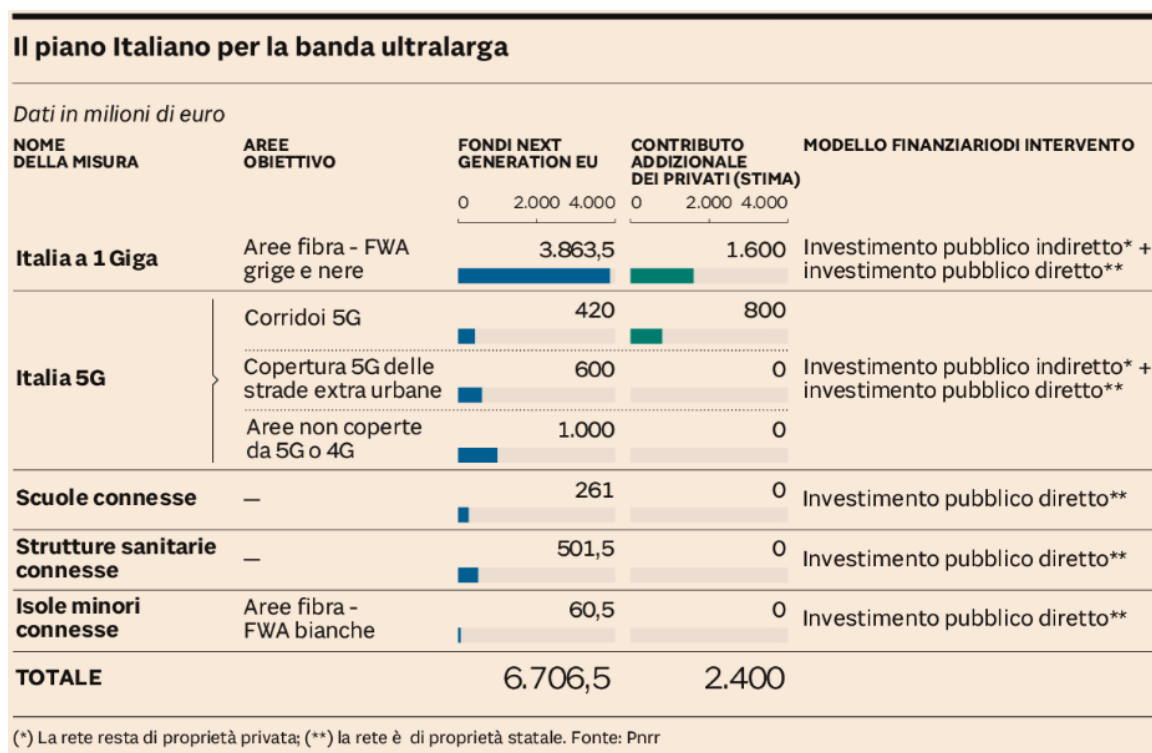 Il piano Italiano per la banda ultralarga
Dati in milioni di euro
NOME
DELLA MISURA
AREE
OBIETTIVO
FONDI NEXT
GENERATION EU
CONTRIBUTO
ADDIZIONALE
DEI PRIVATI (STIMA)
MODELLO FINANZIARIODI INTERVENTO
0 2.000 4.000
0 2.000 4.000
Italia a 1 Giga
Aree fibra - FWA
grige e nere
3.863,5
1.600
Investimento pubblico indiretto* +
investimento pubblico diretto**
Italia 5G
Corridoi 5G
420
800
Copertura 5G delle
strade extra urbane
600
0
Investimento pubblico indiretto* +
investimento pubblico diretto**
Aree non coperte
da 5G o 4G
1.000
0
Scuole connesse
—
261
0
Investimento pubblico diretto**
Strutture sanitarie
connesse
—
501,5
0
Investimento pubblico diretto**
Isole minori
connesse
Aree fibra -
FWA bianche
60,5
0
Investimento pubblico diretto**
TOTALE
6.706,5
2.400
(*) La rete resta di proprietà privata; (**) la rete è di proprietà statale. Fonte: Pnrr